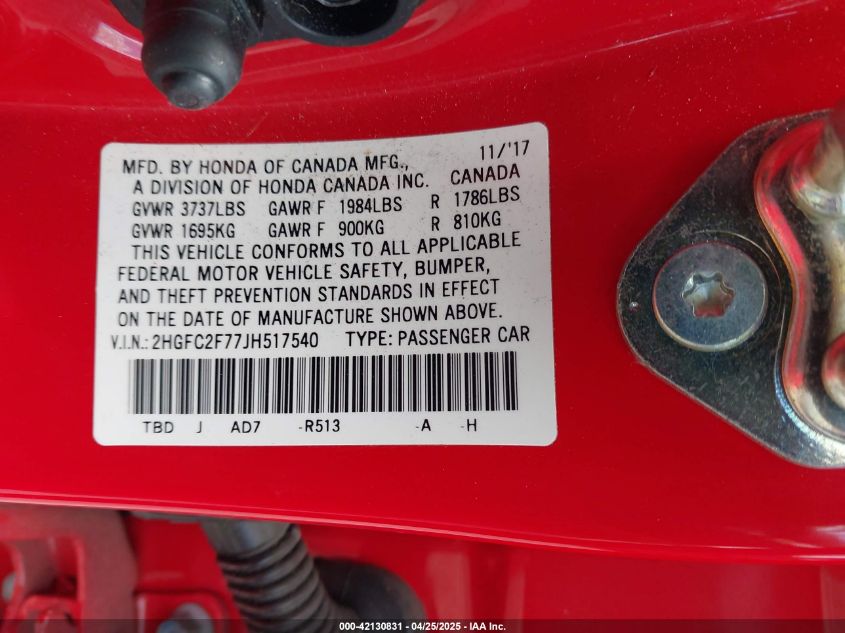 11/'17
MFD. BY HONDA OF CANADA MFG.,
A DIVISION OF HONDA CANADA INC. CANADA
GVWR 3737LBS GAWR F 1984LBS R 1786LBS
GVWR 1695KG GAWR F 900KG R 810KG
THIS VEHICLE CONFORMS TO ALL APPLICABLE
FEDERAL MOTOR VEHICLE SAFETY, BUMPER,
AND THEFT PREVENTION STANDARDS IN EFFECT
ON THE DATE OF MANUFACTURE SHOWN ABOVE.
V.I.N.: 2HGFC2F77JH517540 TYPE: PASSENGER CAR
TBD J AD7 -R513 -A -H
000-42130831 - 04/25/2025 - IAA Inc.